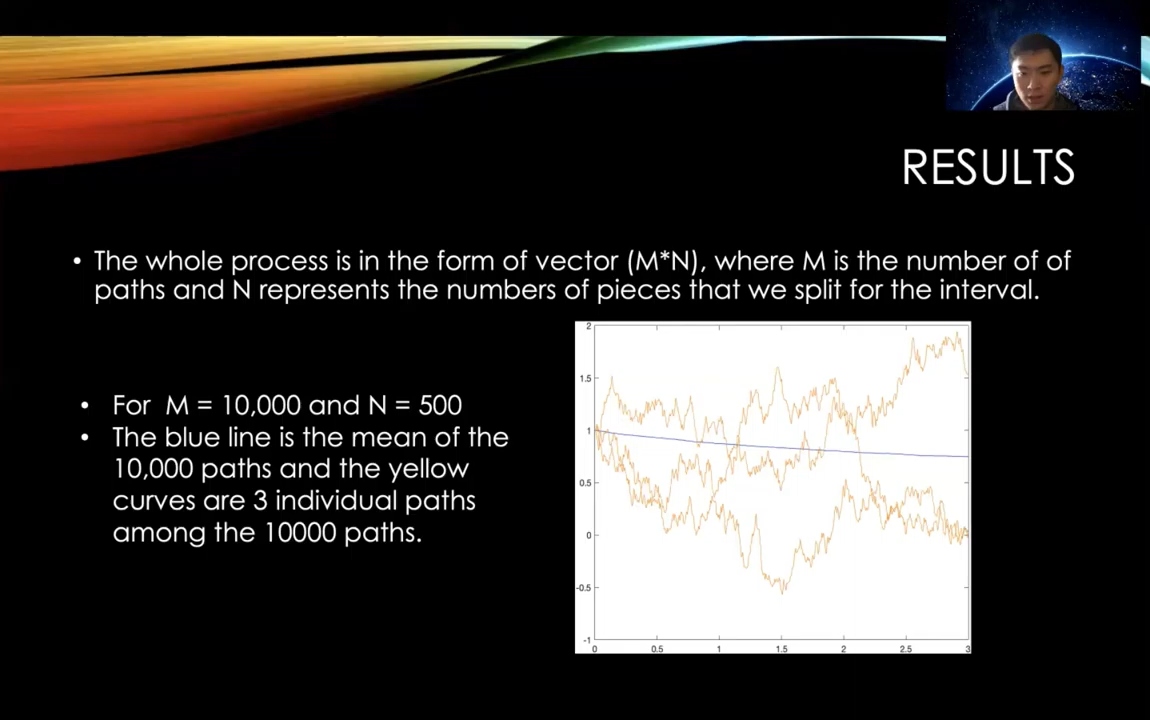 RESULTS
• The whole process is in the form of vector (M*N), where M is the number of of
paths and N represents the numbers of pieces that we split for the interval.
• For M = 10,000 and N = 500
• The blue line is the mean of the
10,000 paths and the yellow
curves are 3 individual paths
among the 10000 paths.
2
1.5
1
0.5
0
-0.5
-1
0 0.5 1 1.5 2 2.5 3